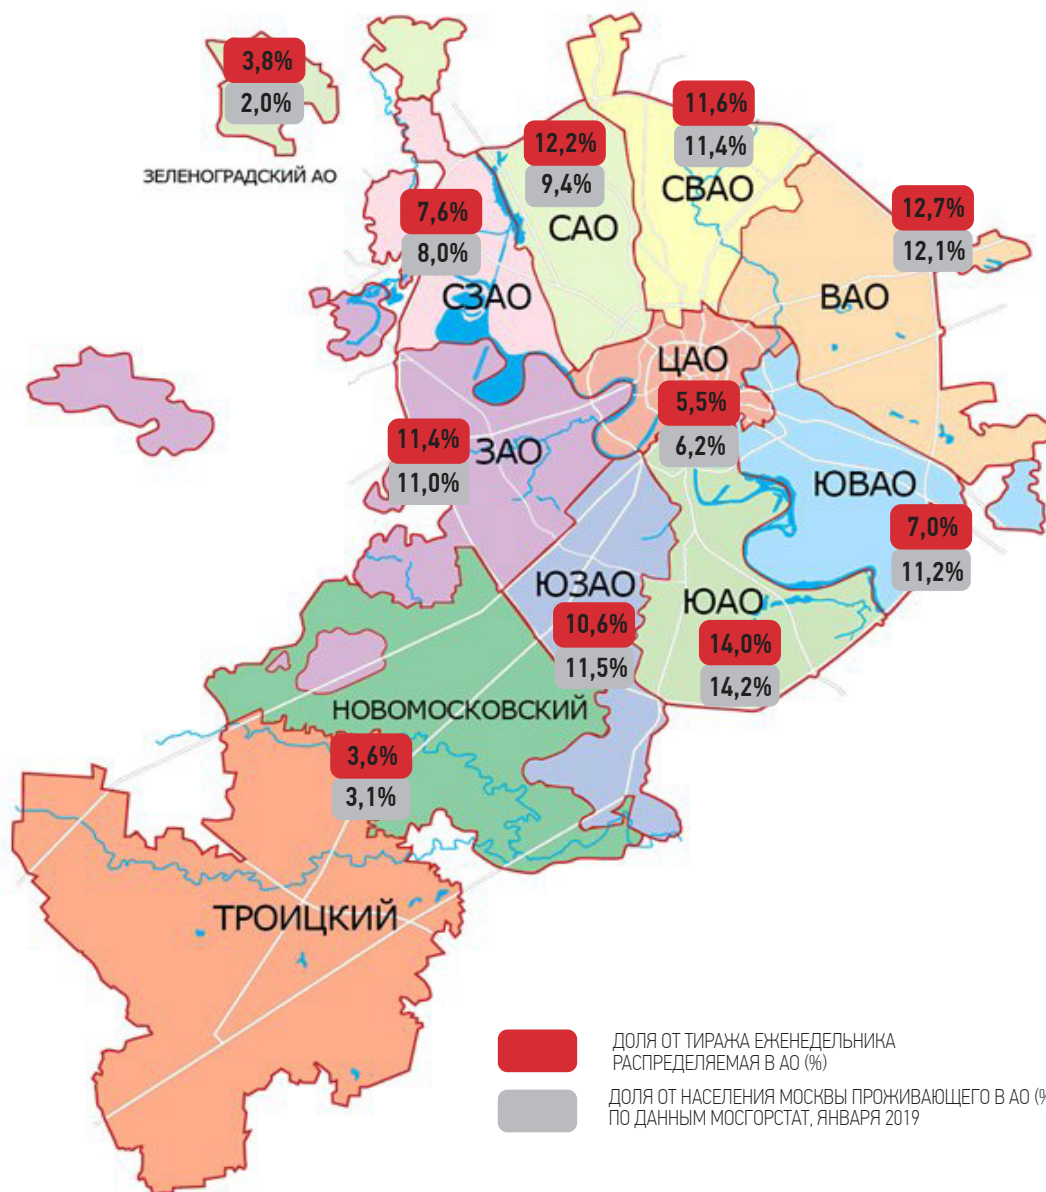 3,8%
2,0%
ЗЕЛЕНОГРАДСКИЙ АО
11,6%
11,4%
СВАО
12,2%
9,4%
САО
7,6%
8,0%
СЗАО
12,7%
12,1%
ВАО
ЦАО
5,5%
6,2%
11,4%
11,0%
ЗАО
ЮВАО
7,0%
11,2%
ЮЗАО
10,6%
11,5%
ЮАО
14,0%
14,2%
НОВОМОСКОВСКИЙ
3,6%
3,1%
ТРОИЦКИЙ
ДОЛЯ ОТ ТИРАЖА ЕЖЕНЕДЕЛЬНИКА
РАСПРЕДЕЛЯЕМАЯ В АО (%)
ДОЛЯ ОТ НАСЕЛЕНИЯ МОСКВЫ ПРОЖИВАЮЩЕГО В АО (%
ПО ДАННЫМ МОСГОРСТАТ, ЯНВАРЯ 2019